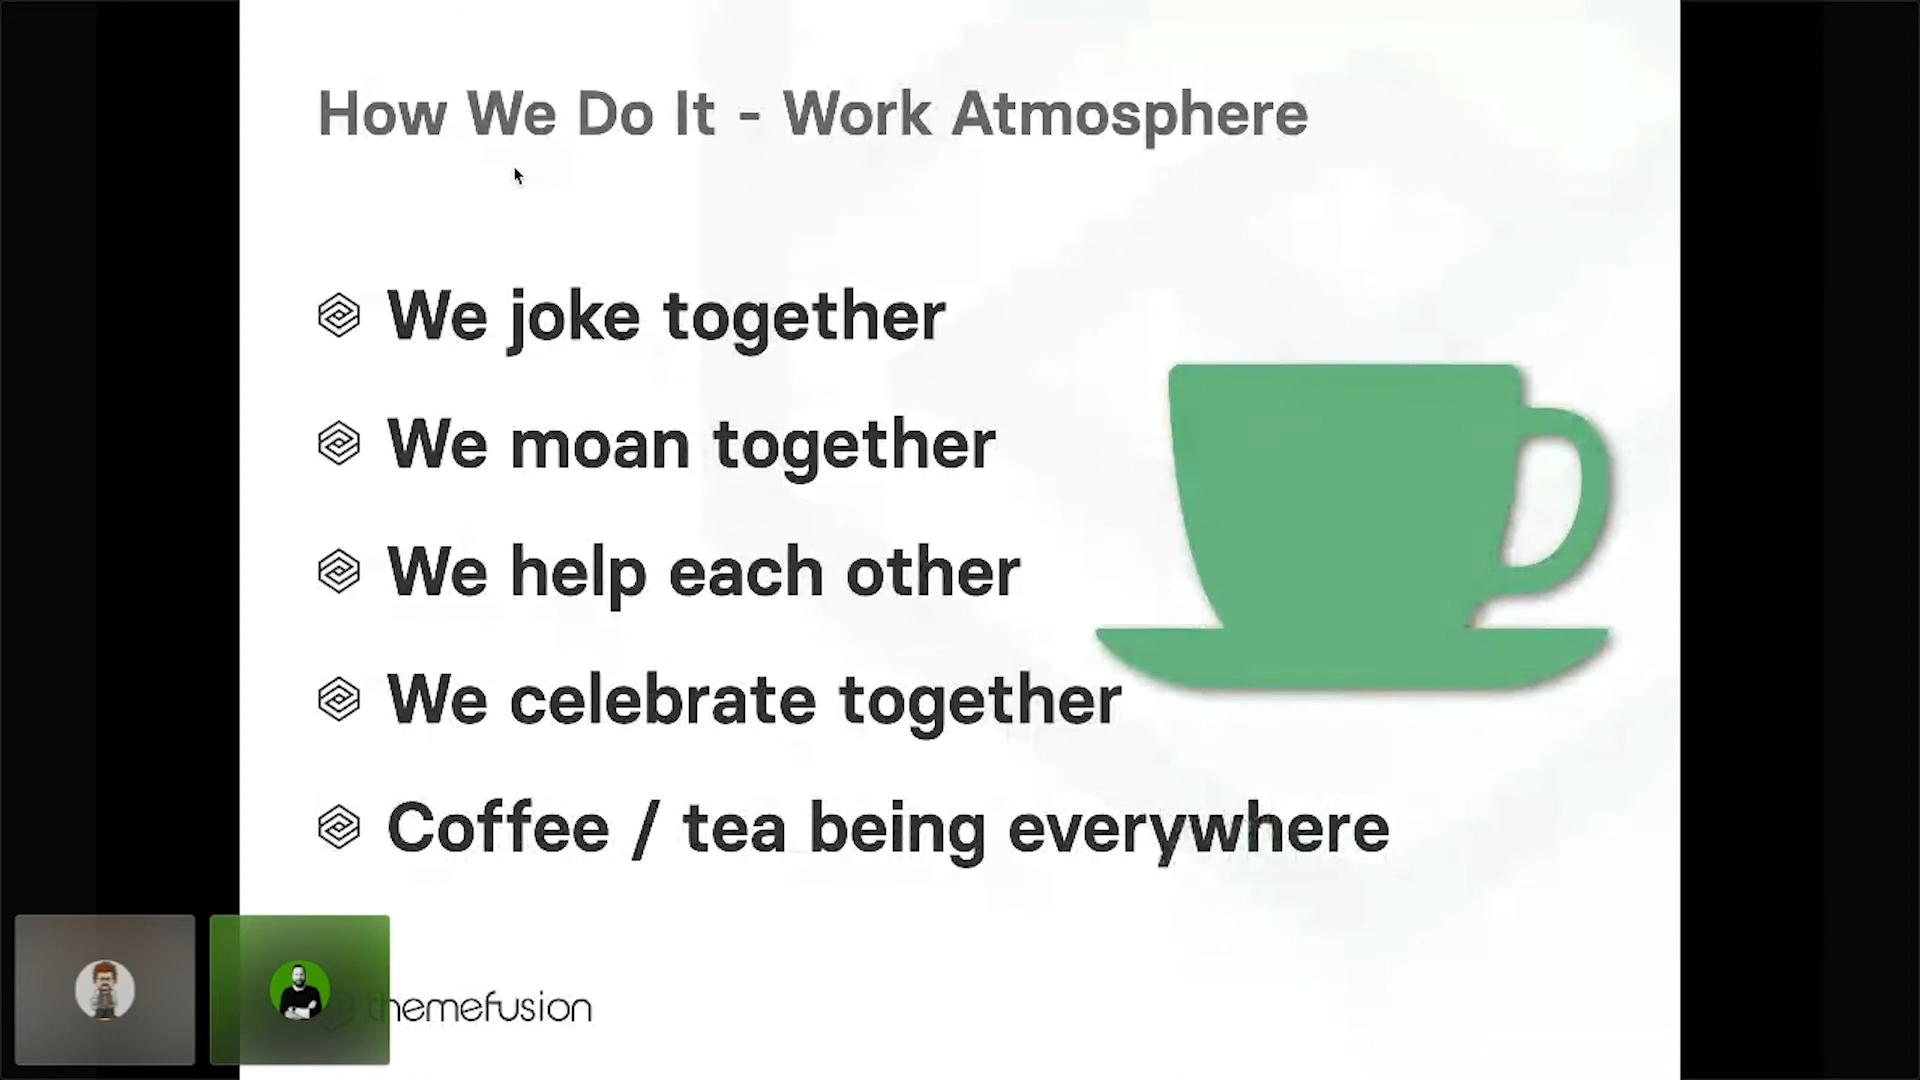 How We Do It - Work Atmosphere
We joke together
We moan together
We help each other
We celebrate together
Coffee / tea being everywhere
themefusion